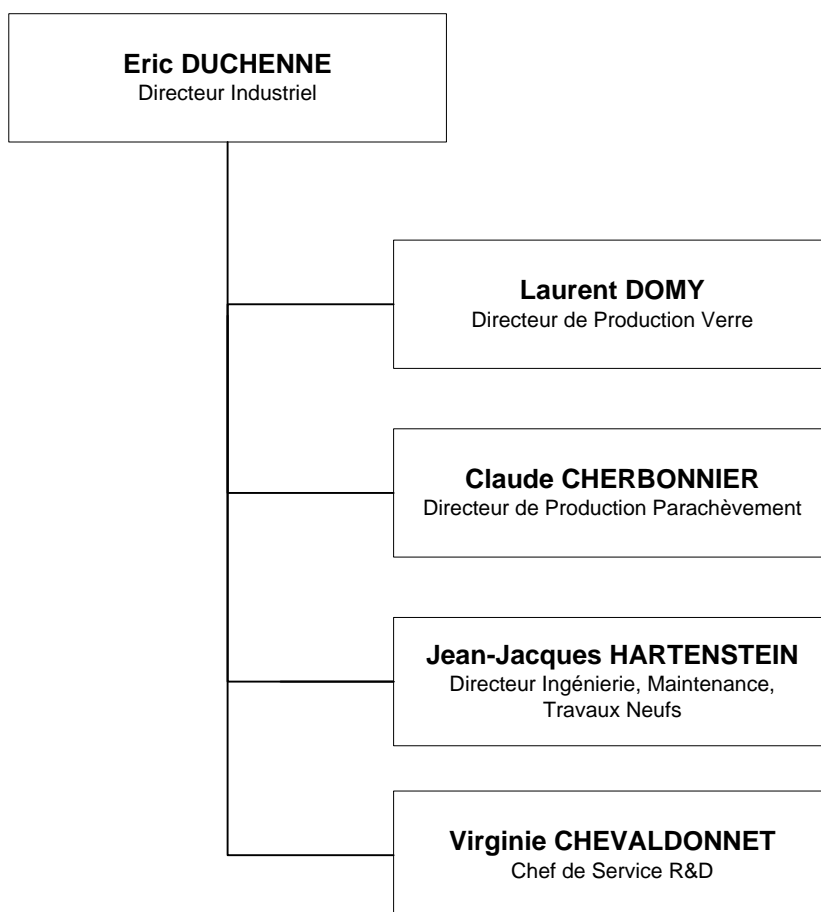 Eric DUCHENNE
Directeur Industriel
Laurent DOMY
Directeur de Production Verre
Claude CHERBONNIER
Directeur de Production Parachèvement
Jean-Jacques HARTENSTEIN
Directeur Ingénierie, Maintenance,
Travaux Neufs
Virginie CHEVALDONNET
Chef de Service R&D